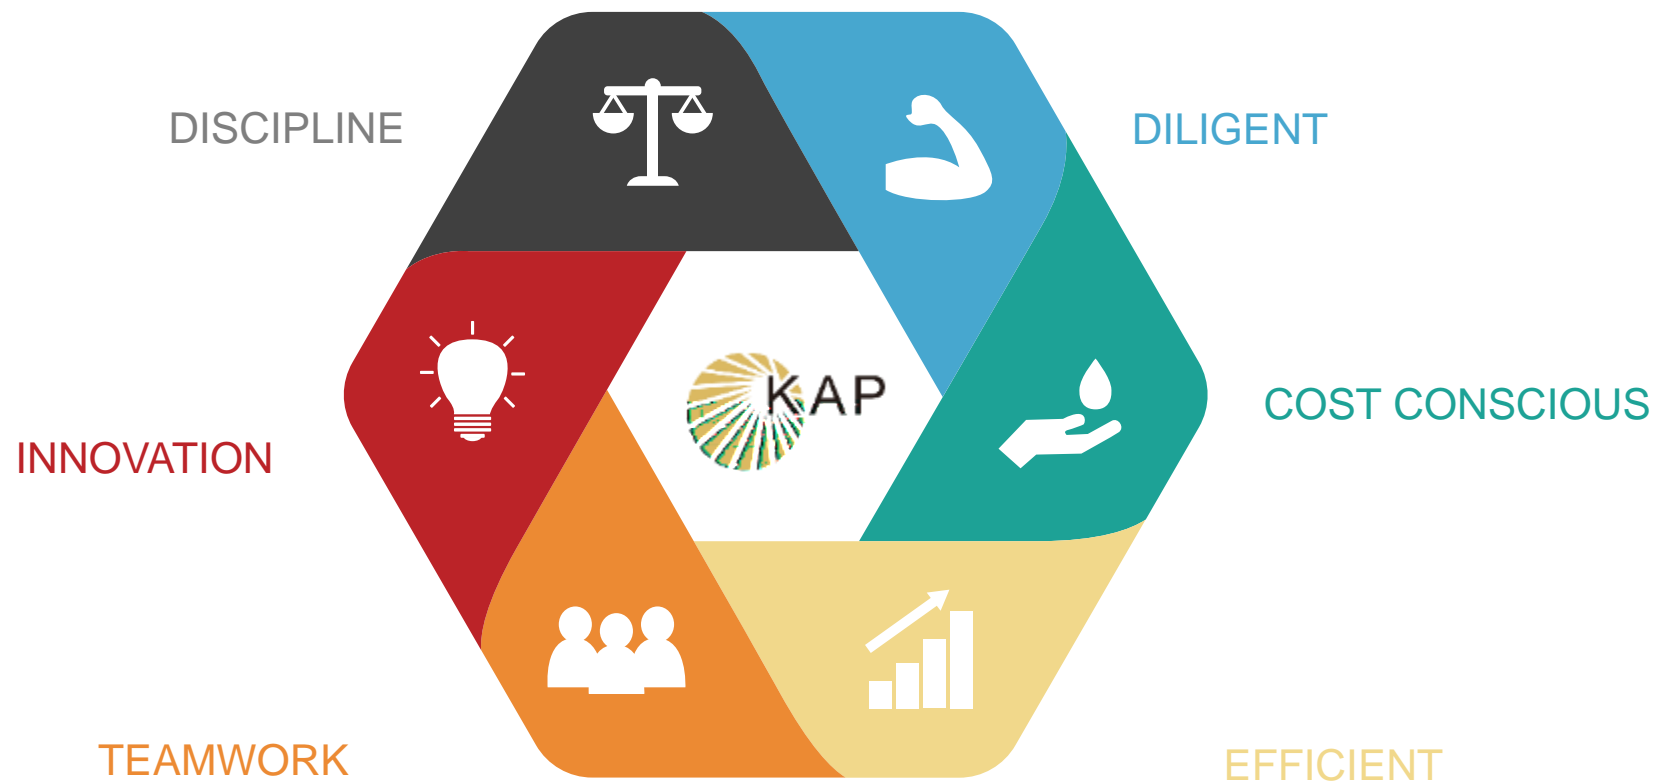 DISCIPLINE
DILIGENT
KAP
COST CONSCIOUS
INNOVATION
TEAMWORK
EFFICIENT